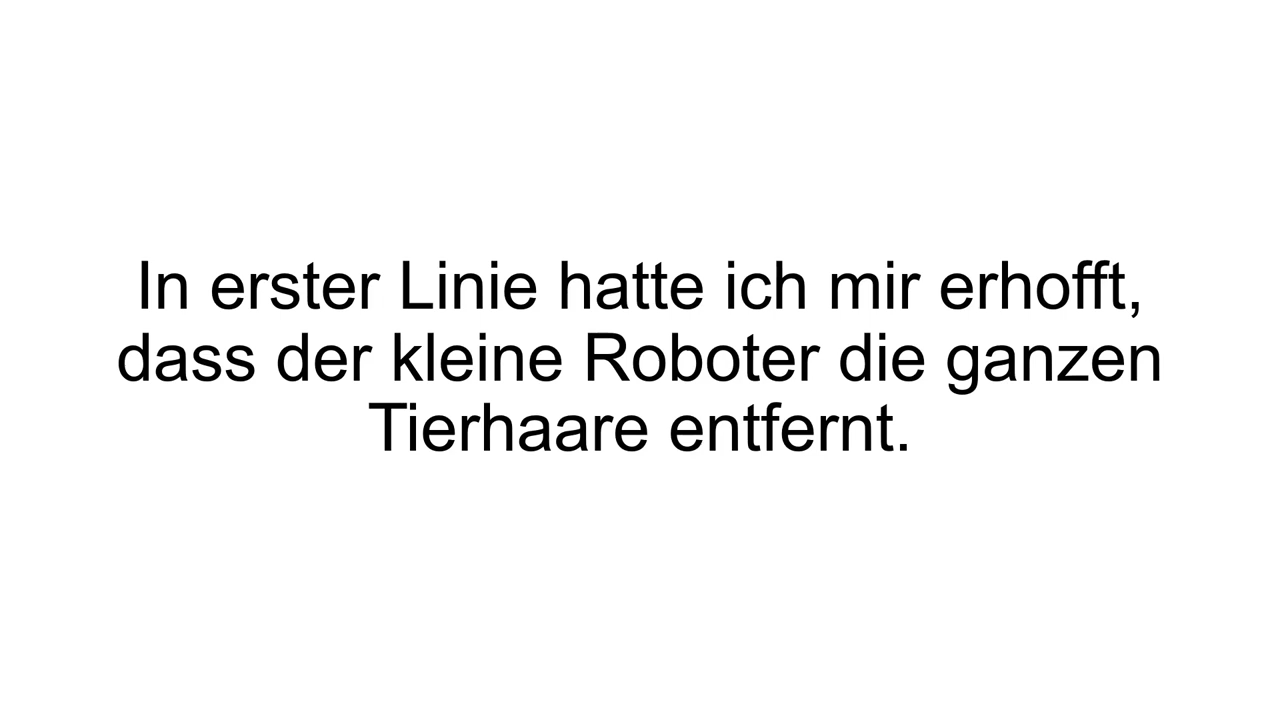 In erster Linie hatte ich mir erhofft,
dass der kleine Roboter die ganzen
Tierhaare entfernt.